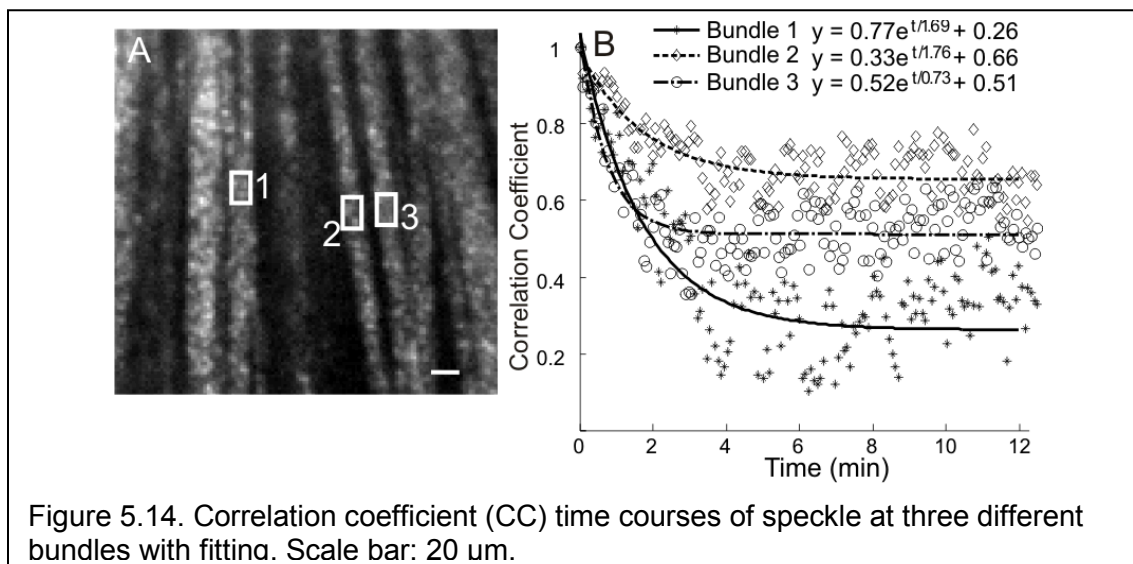 A
1
2
3
B
Bundle 1 y = 0.77e^t/1.69 + 0.26
Bundle 2 y = 0.33e^t/1.76 + 0.66
Bundle 3 y = 0.52e^t/0.73 + 0.51
Correlation Coefficient
1
0.8
0.6
0.4
0.2
0 2 4 6 8 10 12
Time (min)
Figure 5.14. Correlation coefficient (CC) time courses of speckle at three different
bundles with fitting. Scale bar: 20 µm.